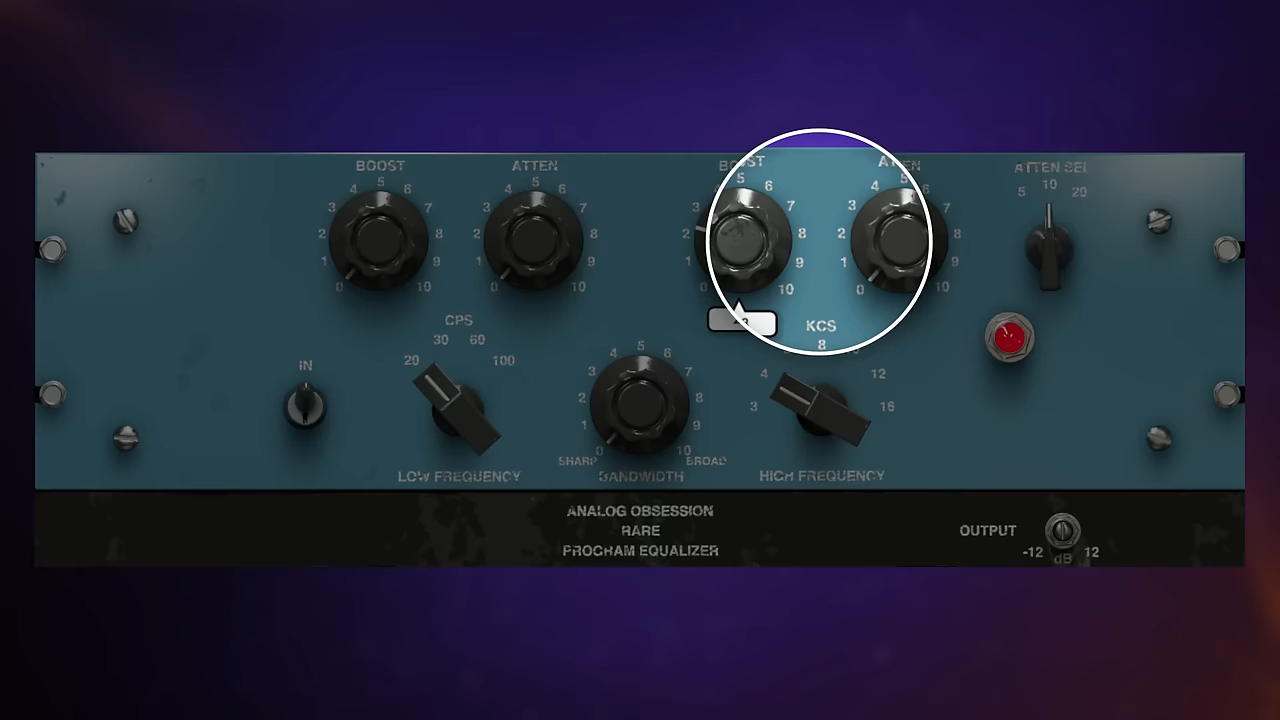 BOOST ATTEN BOOST ATTEN ATTEN SEL
0 1 2 3 4 5 6 7 8 9 10
0 1 2 3 4 5 6 7 8 9 10
0 1 2 3 4 5 6 7 8 9 10
0 1 2 3 4 5 6 7 8 9 10
5 10 20
CPS
20 30 60 100
LOW FREQUENCY
IN
0 1 2 3 4 5 6 7 8 9 10
SHARP BROAD
BANDWIDTH
KCS
3 4 8 12 16
HIGH FREQUENCY
ANALOG OBSESSION
RARE
PROGRAM EQUALIZER
OUTPUT
-12 dB 12